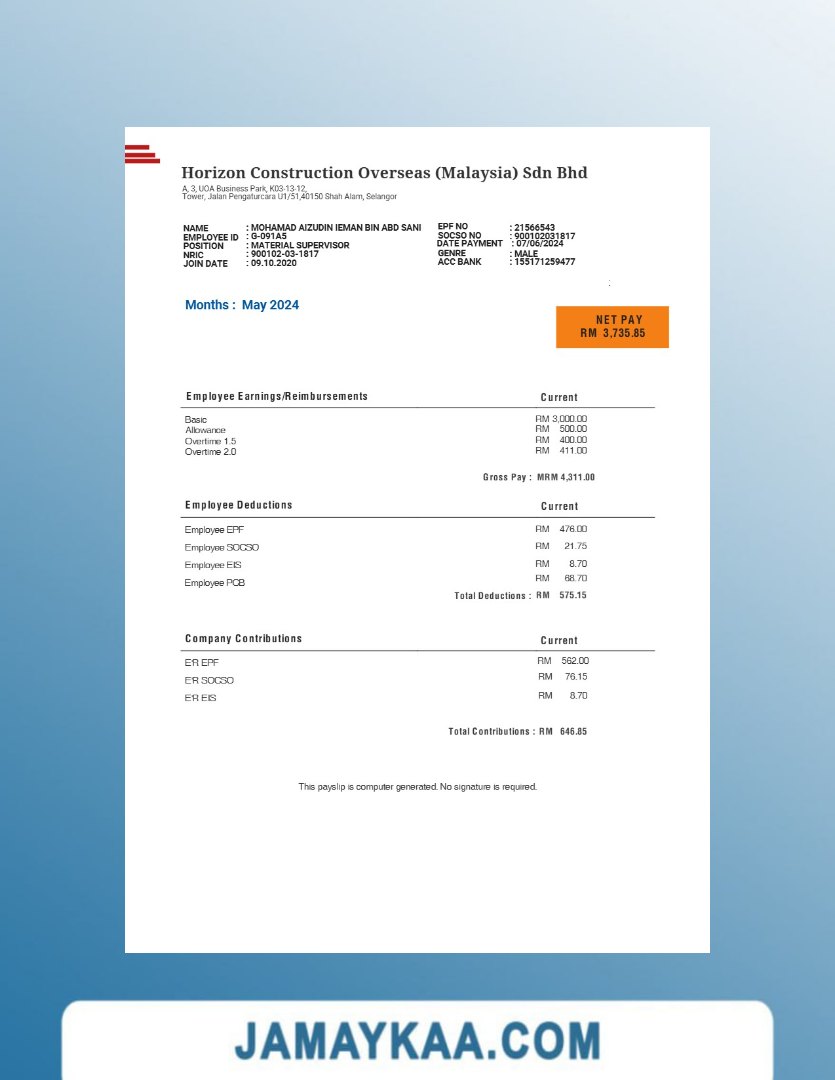 Horizon Construction Overseas (Malaysia) Sdn Bhd
A, 3, UOA Business Park, K03-13-12,
Tower, Jalan Pengaturcara U1/51,40150 Shah Alam, Selangor
NAME : MOHAMAD AIZUDIN IEMAN BIN ABD SANI EPF NO : 21566543
EMPLOYEE ID : G-091A5 SOCSO NO : 900102031817
POSITION : MATERIAL SUPERVISOR DATE PAYMENT : 07/06/2024
NRIC : 900102-03-1817 GENRE : MALE
JOIN DATE : 09.10.2020 ACC BANK : 155171259477
:
Months : May 2024
NET PAY
RM 3,735.85
Employee Earnings/Reimbursements Current
Basic RM 3,000.00
Allowance RM 500.00
Overtime 1.5 RM 400.00
Overtime 2.0 RM 411.00
Gross Pay : MRM 4,311.00
Employee Deductions Current
Employee EPF RM 476.00
Employee SOCSO RM 21.75
Employee EIS RM 8.70
Employee PCB RM 68.70
Total Deductions : RM 575.15
Company Contributions Current
E'R EPF RM 562.00
E'R SOCSO RM 76.15
E'R EIS RM 8.70
Total Contributions : RM 646.85
This payslip is computer generated. No signature is required.
JAMAYKAA.COM